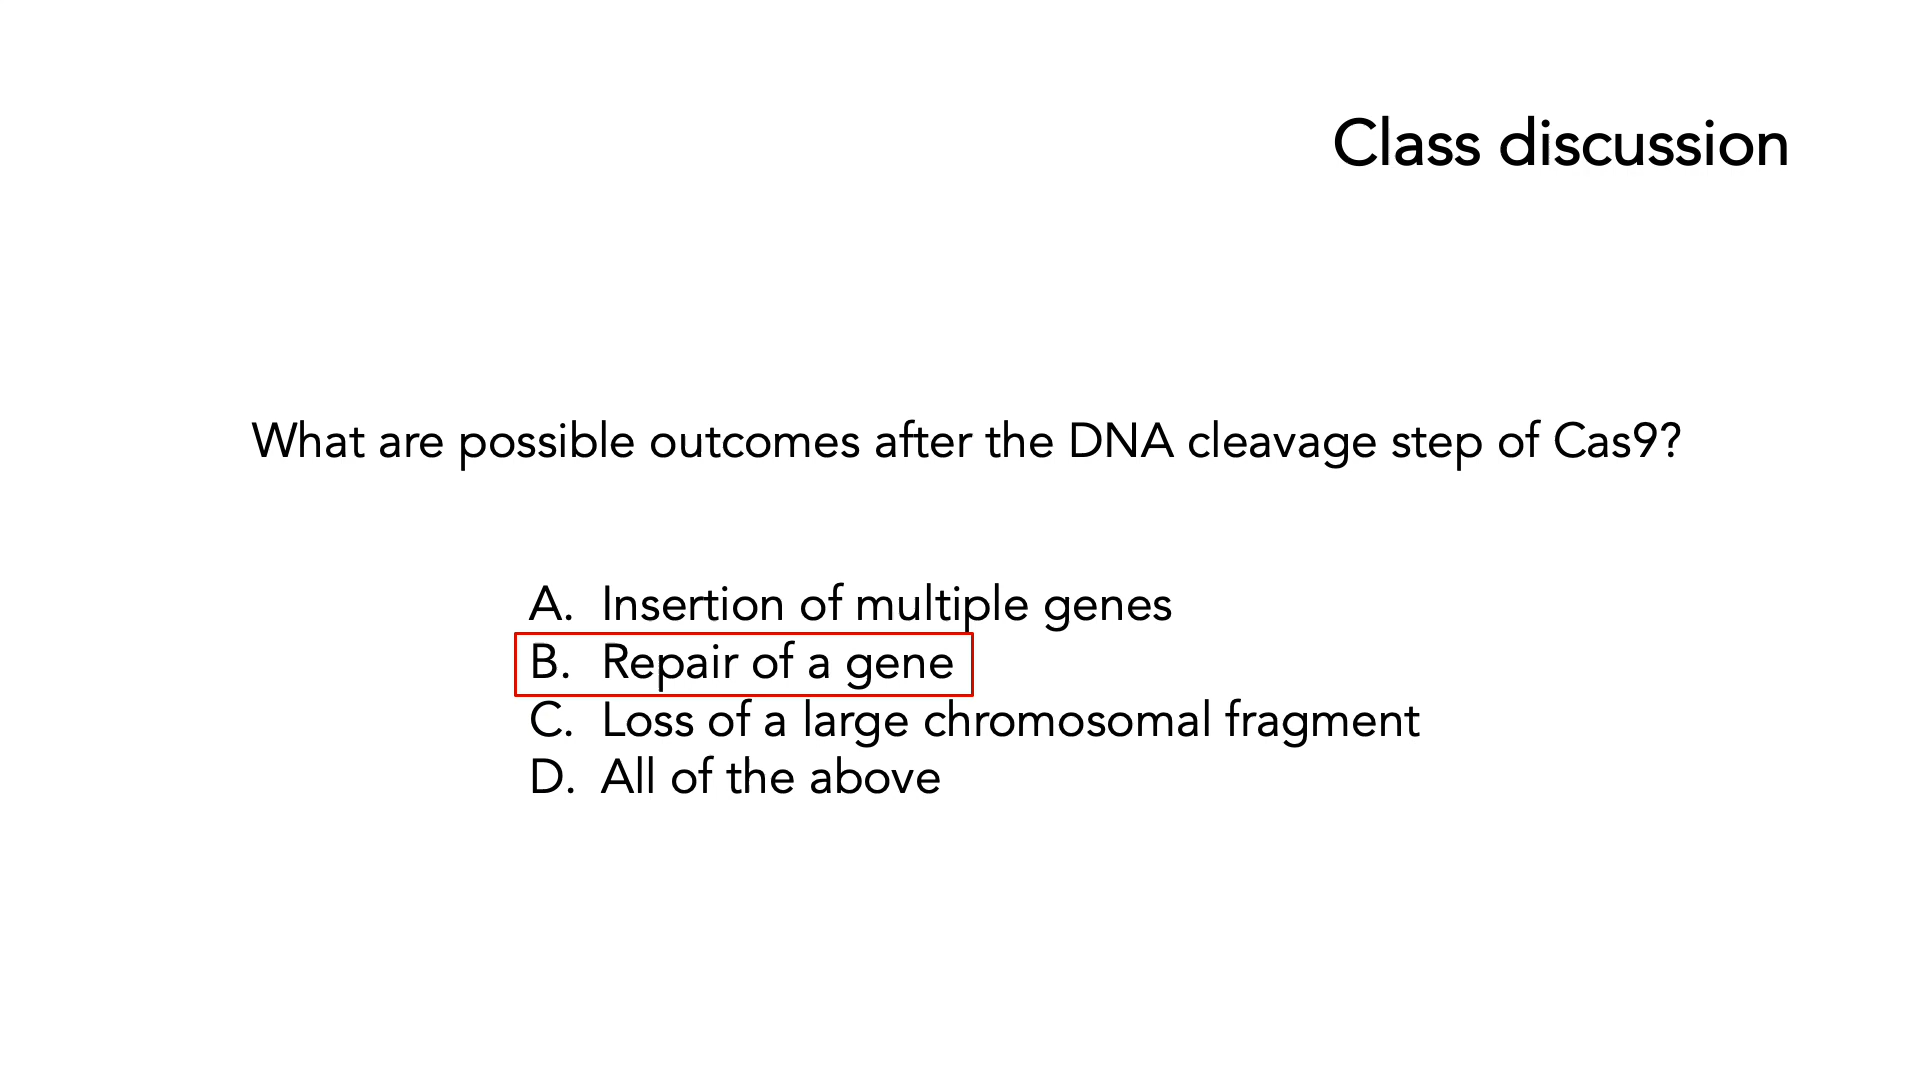 Class discussion
What are possible outcomes after the DNA cleavage step of Cas9?
A. Insertion of multiple genes
B. Repair of a gene
C. Loss of a large chromosomal fragment
D. All of the above